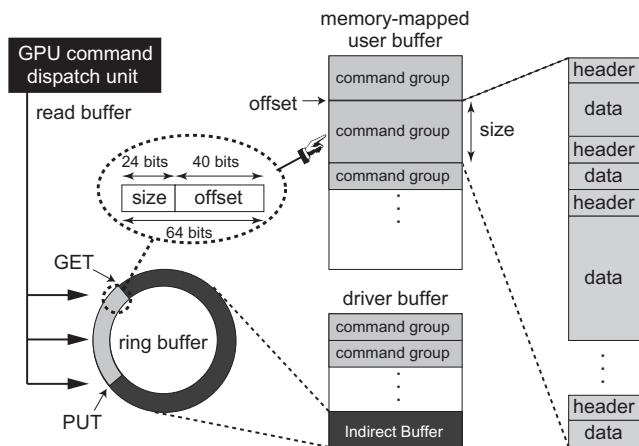 GPU command
dispatch unit
read buffer
24 bits
40 bits
size
offset
64 bits
GET
ring buffer
PUT
memory-mapped
user buffer
command group
offset
command group
size
command group
driver buffer
command group
command group
Indirect Buffer
header
data
header
data
header
data
header
data